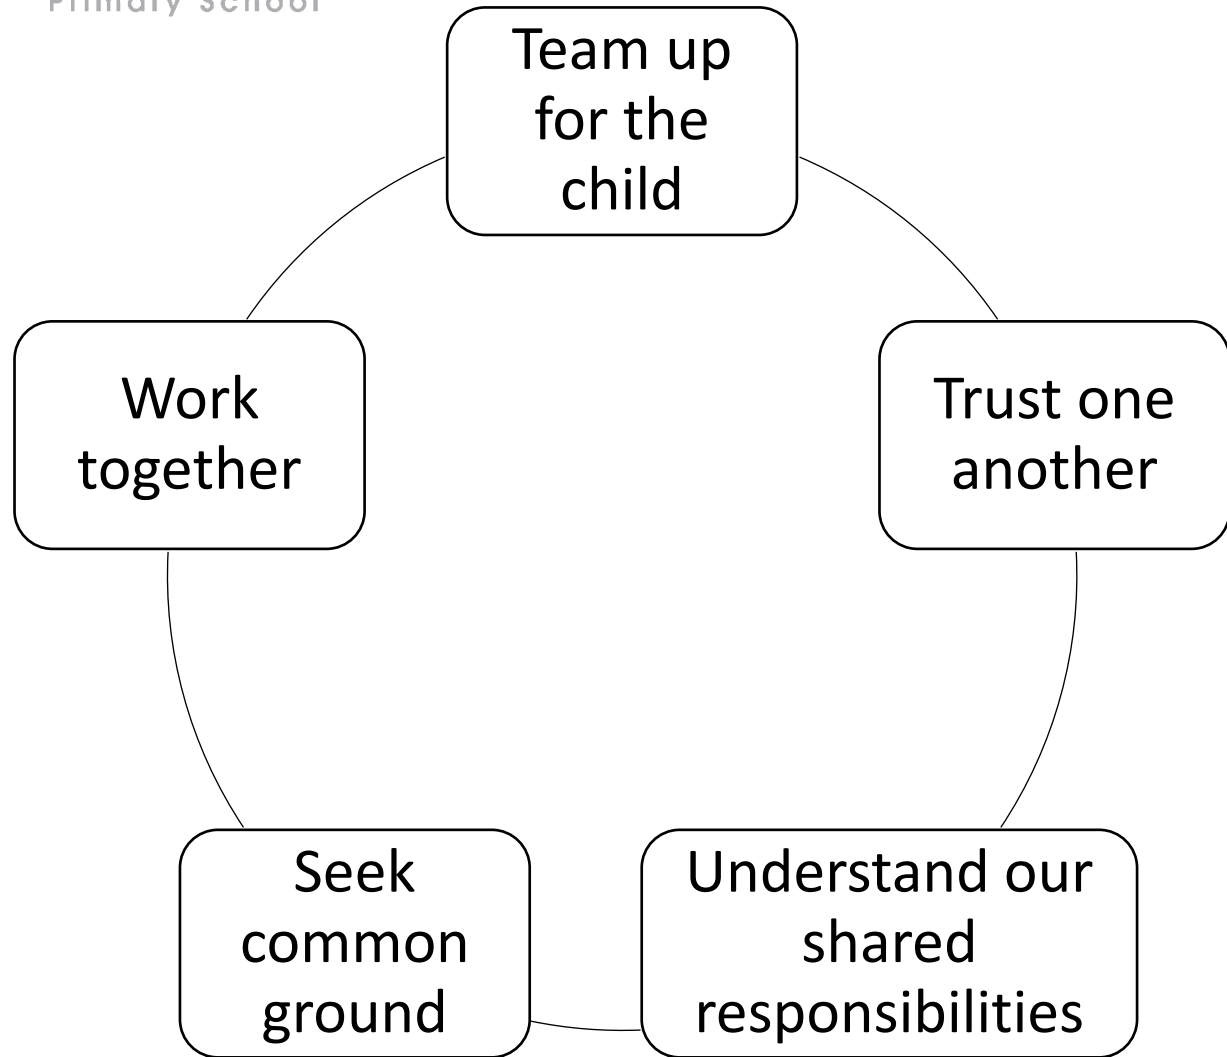 Primary School
Team up
for the
child
Trust one
another
Understand our
shared
responsibilities
Seek
common
ground
Work
together